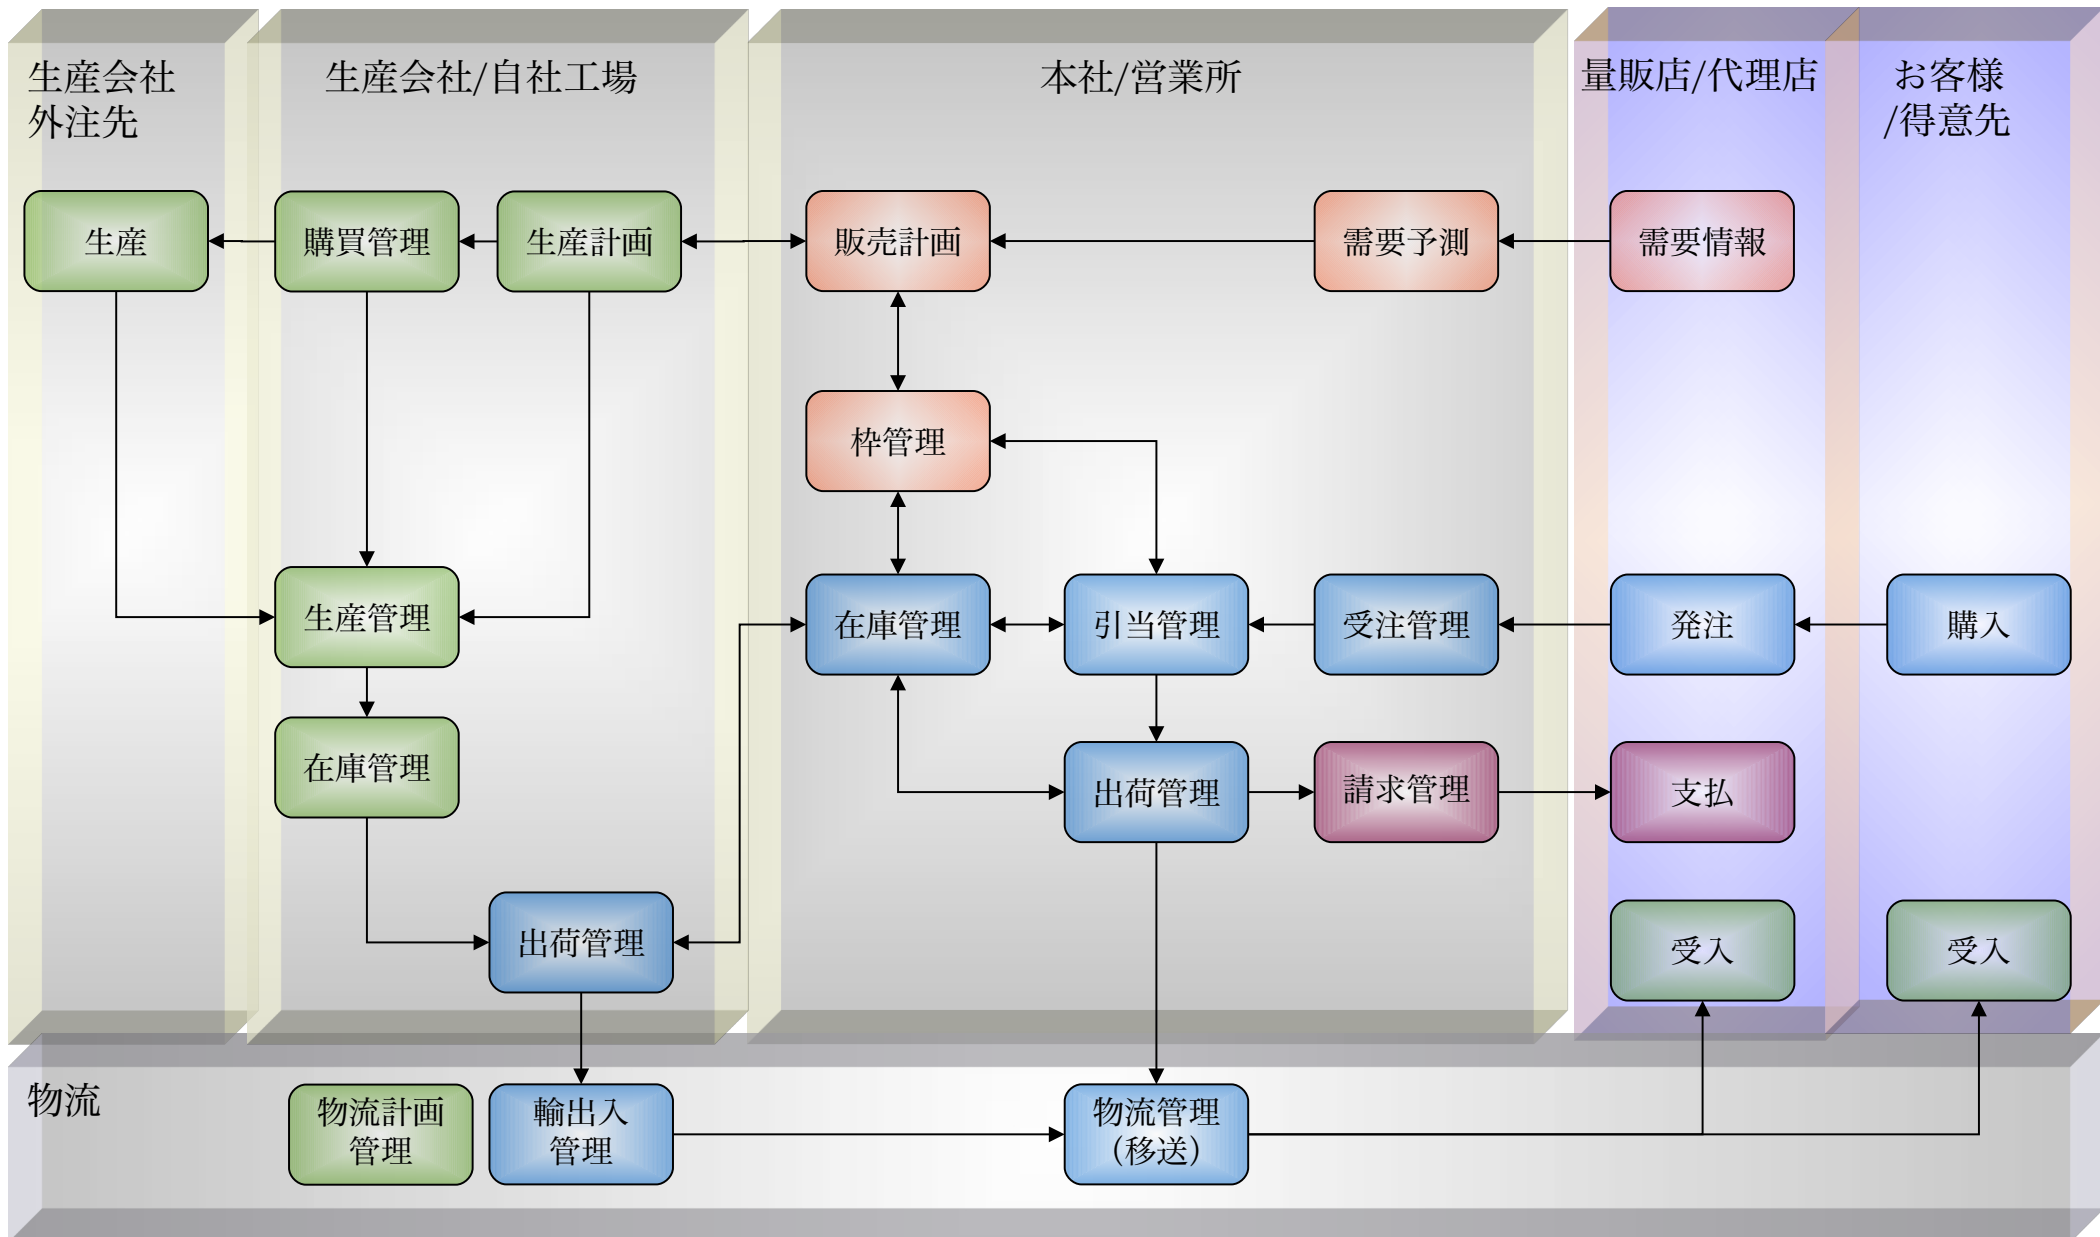 生産会社
外注先
生産会社/自社工場
本社/営業所
量販店/代理店
お客様
/得意先
生産
購買管理
生産計画
販売計画
需要予測
需要情報
枠管理
生産管理
在庫管理
引当管理
受注管理
発注
購入
在庫管理
出荷管理
請求管理
支払
出荷管理
受入
受入
物流
物流計画
管理
輸出入
管理
物流管理
（移送）